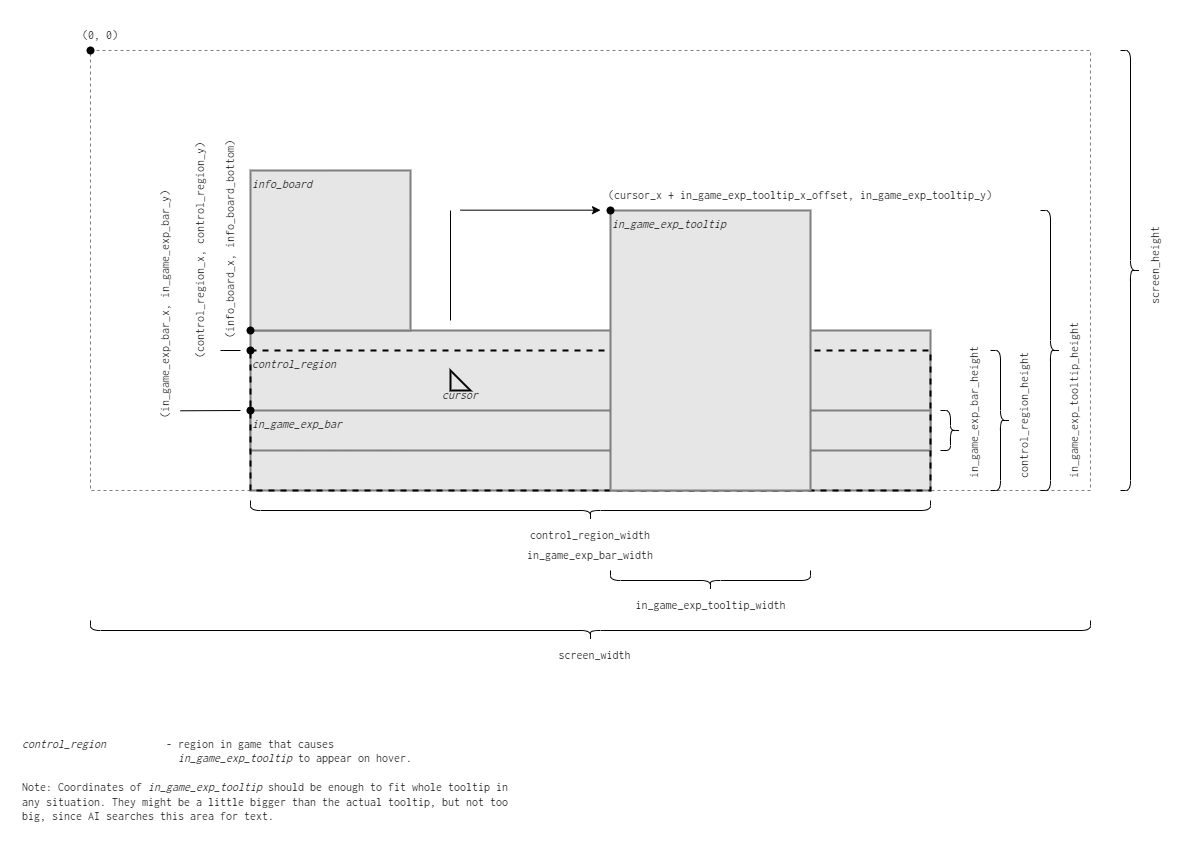 (0, 0)
(in_game_exp_bar_x, in_game_exp_bar_y)
(control_region_x, control_region_y)
(info_board_x, info_board_bottom)
info_board
(cursor_x + in_game_exp_tooltip_x_offset, in_game_exp_tooltip_y)
in_game_exp_tooltip
control_region
cursor
in_game_exp_bar
in_game_exp_bar_height
control_region_height
in_game_exp_tooltip_height
screen_height
control_region_width
in_game_exp_bar_width
in_game_exp_tooltip_width
screen_width
control_region - region in game that causes
in_game_exp_tooltip to appear on hover.
Note: Coordinates of in_game_exp_tooltip should be enough to fit whole tooltip in
any situation. They might be a little bigger than the actual tooltip, but not too
big, since AI searches this area for text.